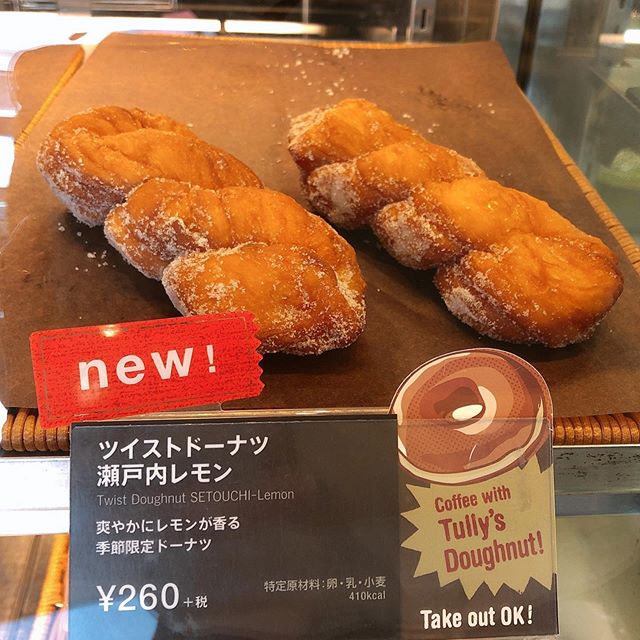 new!
ツイストドーナツ
瀬戸内レモン
Twist Doughnut SETOUCHI-Lemon
爽やかにレモンが香る
季節限定ドーナツ
¥260+税
特定原材料:卵・乳・小麦
410kcal
Coffee with
Tully's
Doughnut!
Take out OK!